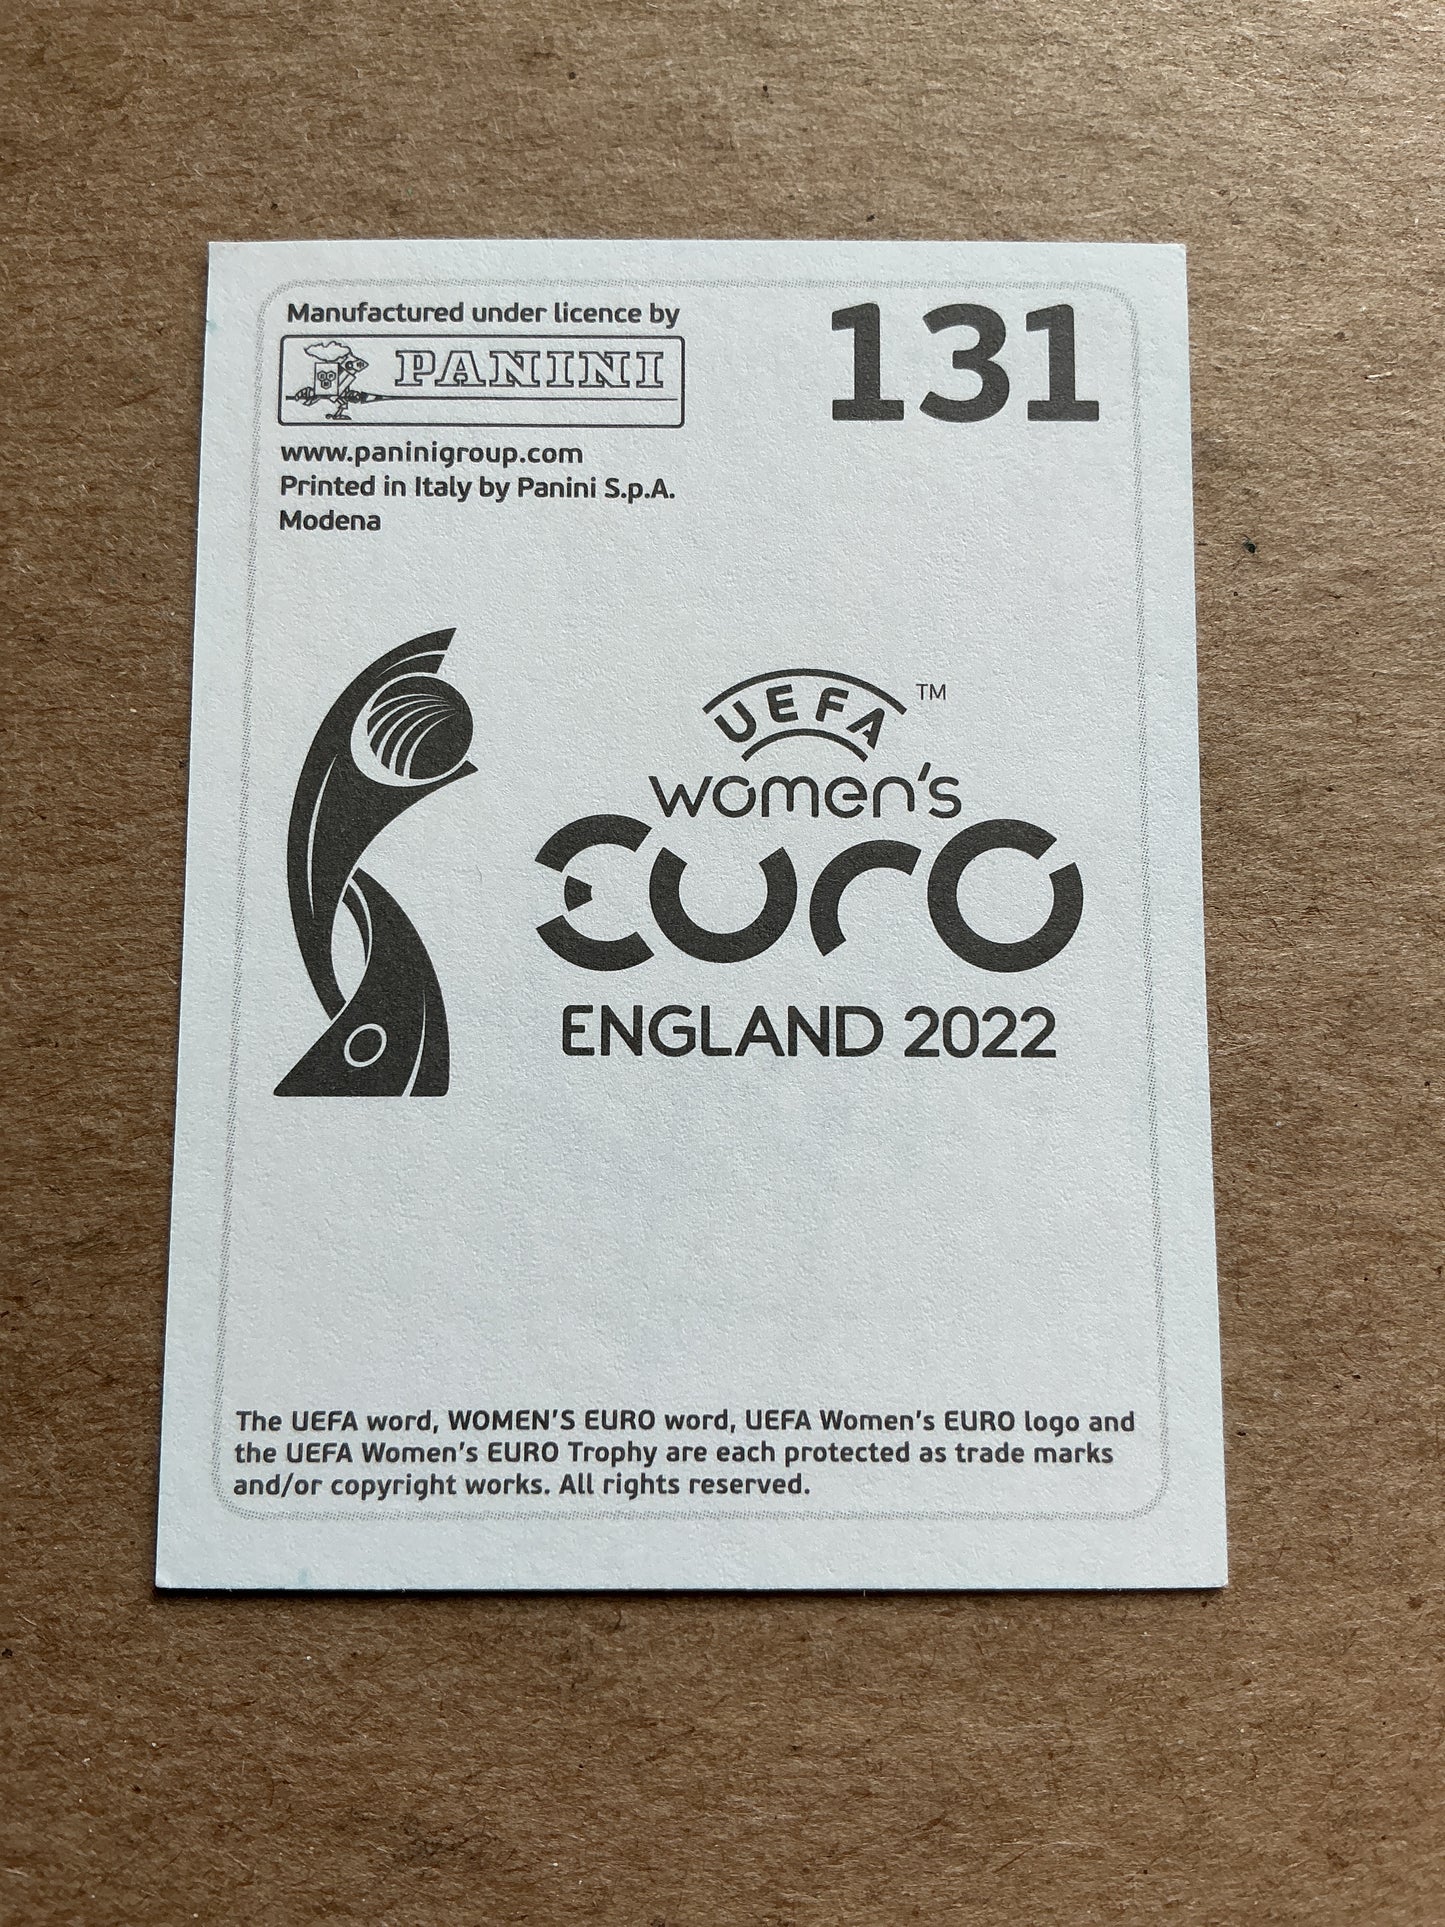 Manufactured under licence by
PANINI
131
www.paninigroup.com
Printed in Italy by Panini S.p.A.
Modena
UEFA ™
women's
EURO
ENGLAND 2022
The UEFA word, WOMEN'S EURO word, UEFA Women's EURO logo and
the UEFA Women's EURO Trophy are each protected as trade marks
and/or copyright works. All rights reserved.